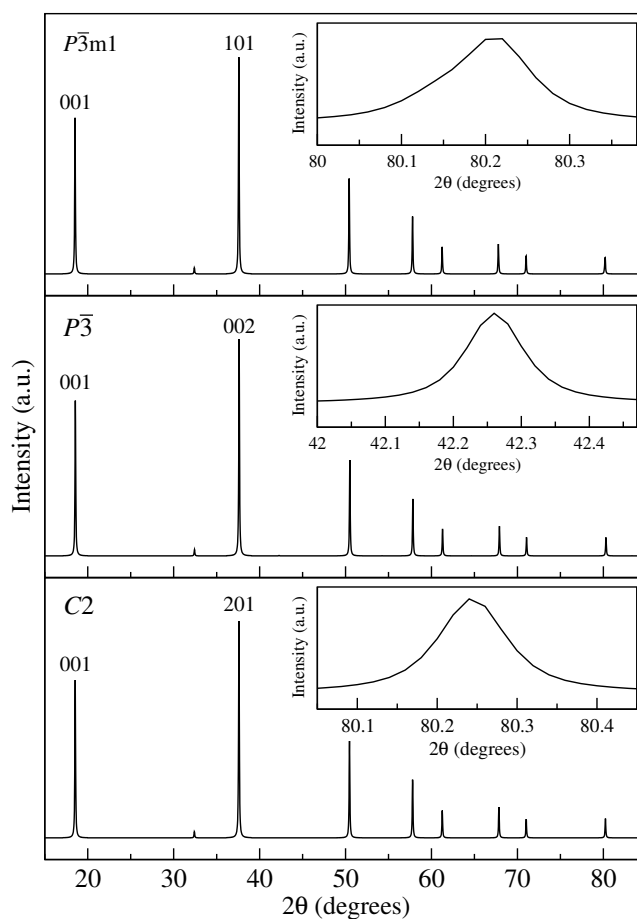 P3̅m1
001
101
Intensity (a.u.)
80 80.1 80.2 80.3
2θ (degrees)
P3̅
001
002
Intensity (a.u.)
42 42.1 42.2 42.3 42.4
2θ (degrees)
C2
001
201
Intensity (a.u.)
80.1 80.2 80.3 80.4
2θ (degrees)
Intensity (a.u.)
20 30 40 50 60 70 80
2θ (degrees)